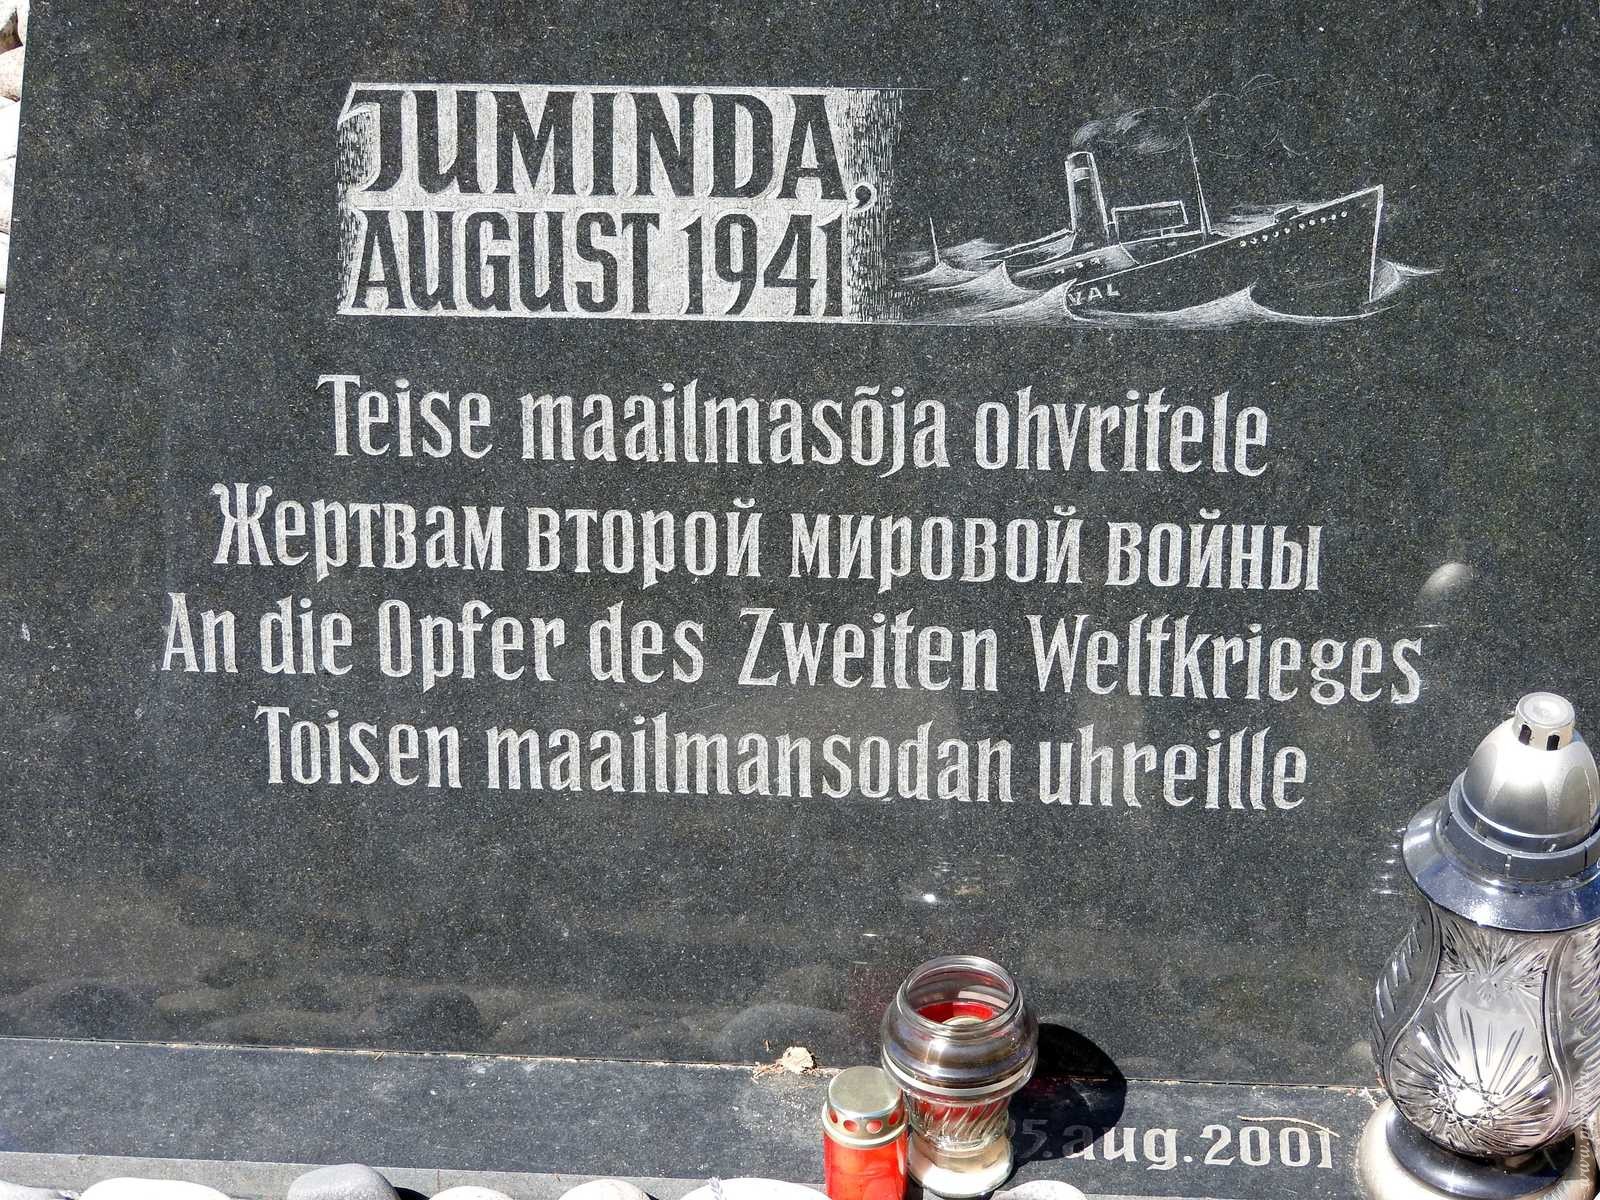 JUMINDA,
AUGUST 1941
VAL
Teise maailmasõja ohvritele
Жертвам второй мировой войны
An die Opfer des Zweiten Weltkrieges
Toisen maailmansodan uhreille
aug. 2001